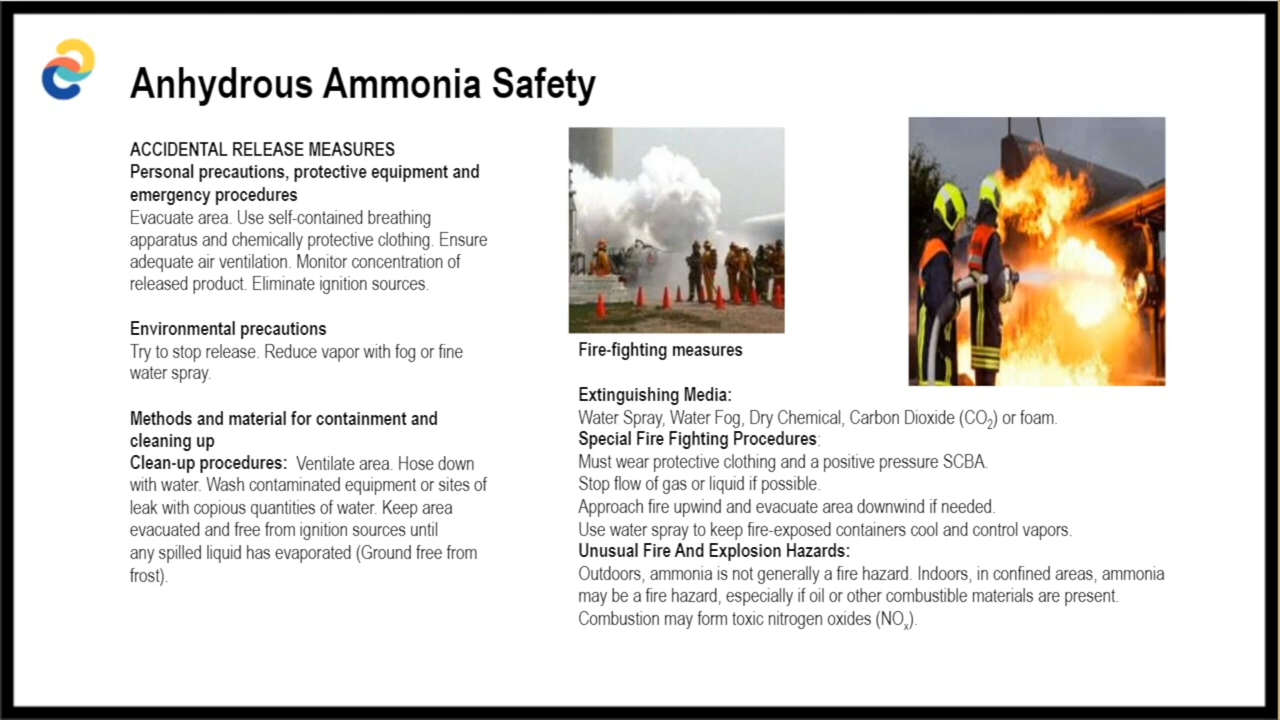 Anhydrous Ammonia Safety
ACCIDENTAL RELEASE MEASURES
Personal precautions, protective equipment and
emergency procedures
Evacuate area. Use self-contained breathing
apparatus and chemically protective clothing. Ensure
adequate air ventilation. Monitor concentration of
released product. Eliminate ignition sources.
Environmental precautions
Try to stop release. Reduce vapor with fog or fine
water spray.
Methods and material for containment and
cleaning up
Clean-up procedures: Ventilate area. Hose down
with water. Wash contaminated equipment or sites of
leak with copious quantities of water. Keep area
evacuated and free from ignition sources until
any spilled liquid has evaporated (Ground free from
frost).
Fire-fighting measures
Extinguishing Media:
Water Spray, Water Fog, Dry Chemical, Carbon Dioxide (CO₂) or foam.
Special Fire Fighting Procedures:
Must wear protective clothing and a positive pressure SCBA.
Stop flow of gas or liquid if possible.
Approach fire upwind and evacuate area downwind if needed.
Use water spray to keep fire-exposed containers cool and control vapors.
Unusual Fire And Explosion Hazards:
Outdoors, ammonia is not generally a fire hazard. Indoors, in confined areas, ammonia
may be a fire hazard, especially if oil or other combustible materials are present.
Combustion may form toxic nitrogen oxides (NOₓ).